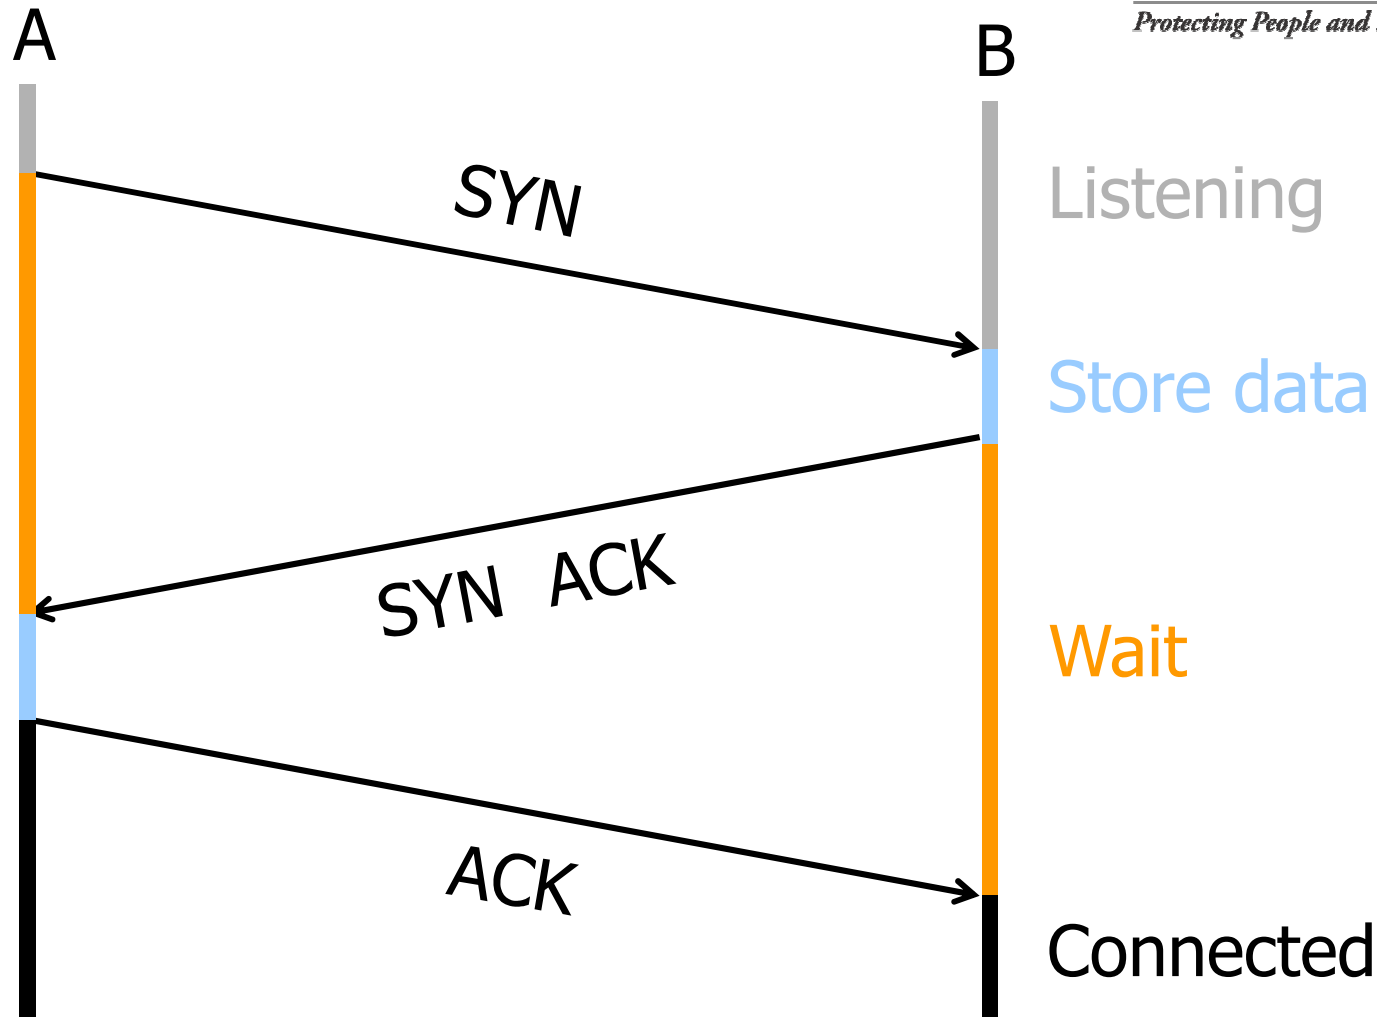 A
B
Protecting People and
SYN
Listening
Store data
SYN ACK
Wait
ACK
Connected